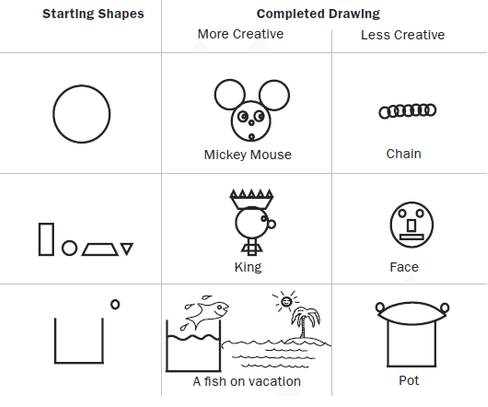 Starting Shapes
Completed Drawing
More Creative
Less Creative
Mickey Mouse
Chain
King
Face
A fish on vacation
Pot